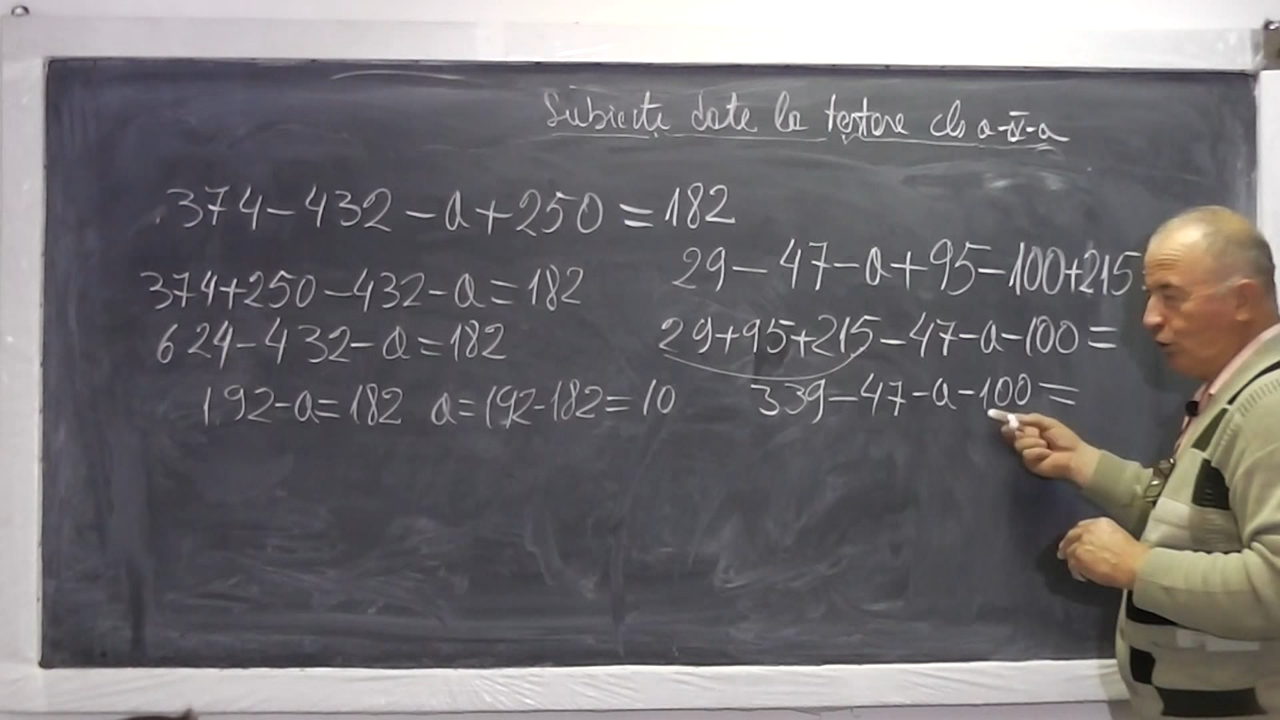 Subiecte date la testare cls a-V-a
374-432-a+250=182
374+250-432-a=182
624-432-a=182
192-a=182 a=192-182=10
29-47-a+95-100+215
29+95+215-47-a-100=
339-47-a-100=